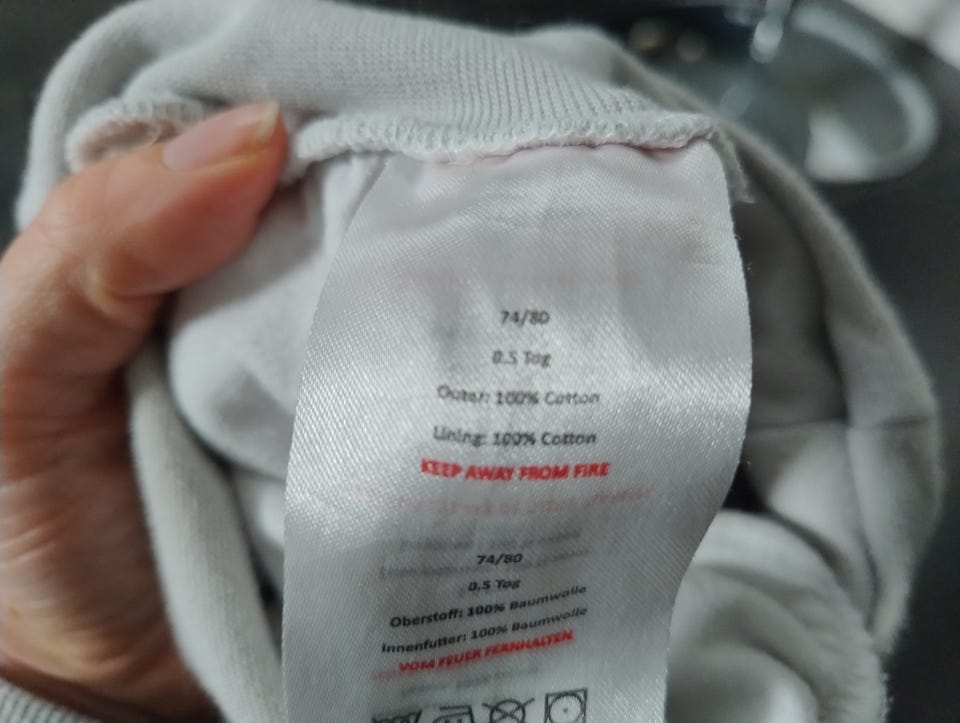 74/80
0.5 Tog
Outer: 100% Cotton
Lining: 100% Cotton
KEEP AWAY FROM FIRE
74/80
0.5 Tog
Oberstoff: 100% Baumwolle
Innenfutter: 100% Baumwolle
VOM FEUER FERNHALTEN